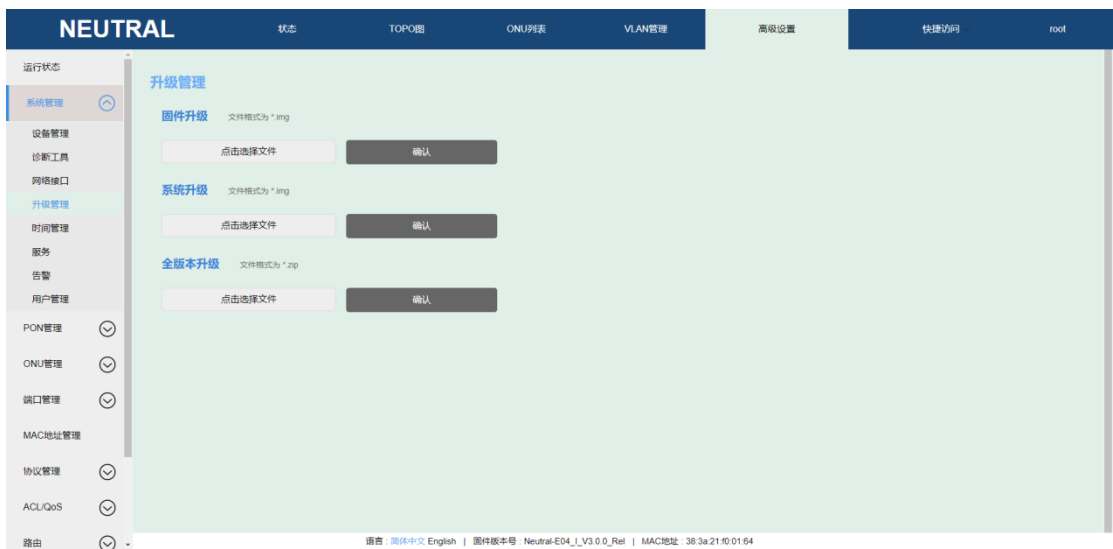 NEUTRAL 状态 TOPO图 ONU列表 VLAN管理 高级设置 快捷访问 root
运行状态
系统管理
设备管理
诊断工具
网络接口
升级管理
时间管理
服务
告警
用户管理
PON管理
ONU管理
端口管理
MAC地址管理
协议管理
ACL/QoS
路由
升级管理
固件升级 文件格式为 *.img
点击选择文件 确认
系统升级 文件格式为 *.img
点击选择文件 确认
全版本升级 文件格式为 *.zip
点击选择文件 确认
语言 : 简体中文 English | 固件版本号 : Neutral-E04_I_V3.0.0_Rel | MAC地址 : 38:3a:21:f0:01:64